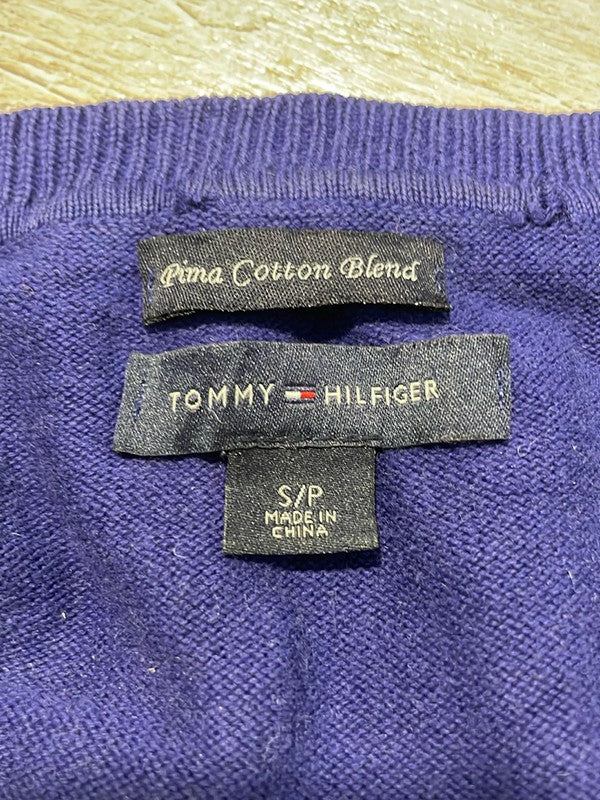 Pima Cotton Blend
TOMMY HILFIGER
S/P
MADE IN
CHINA